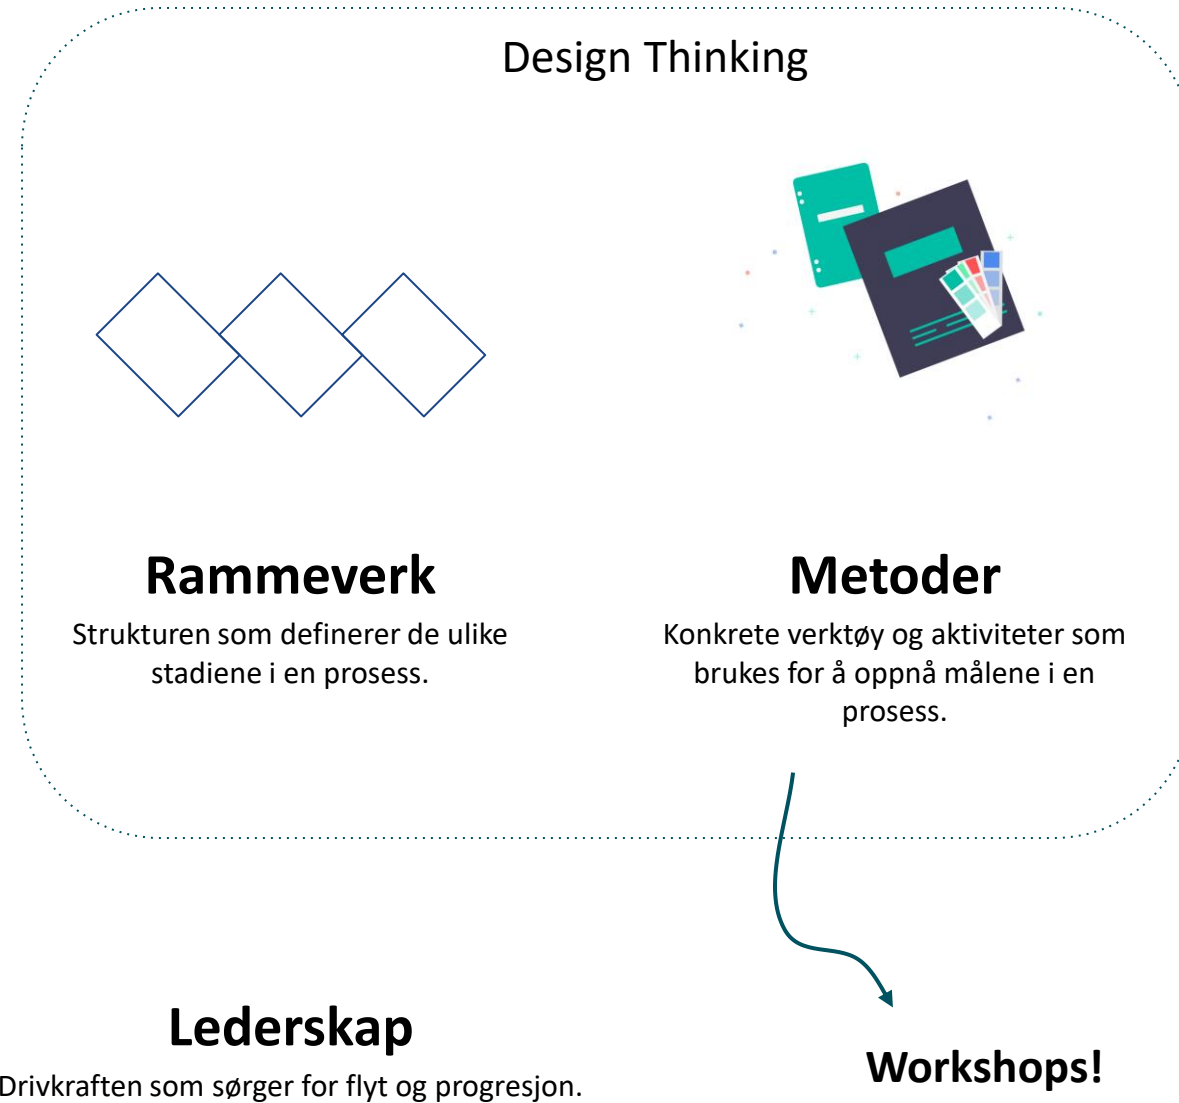 Design Thinking
Rammeverk
Strukturen som definerer de ulike
stadiene i en prosess.
Metoder
Konkrete verktøy og aktiviteter som
brukes for å oppnå målene i en
prosess.
Lederskap
Drivkraften som sørger for flyt og progresjon.
Workshops!